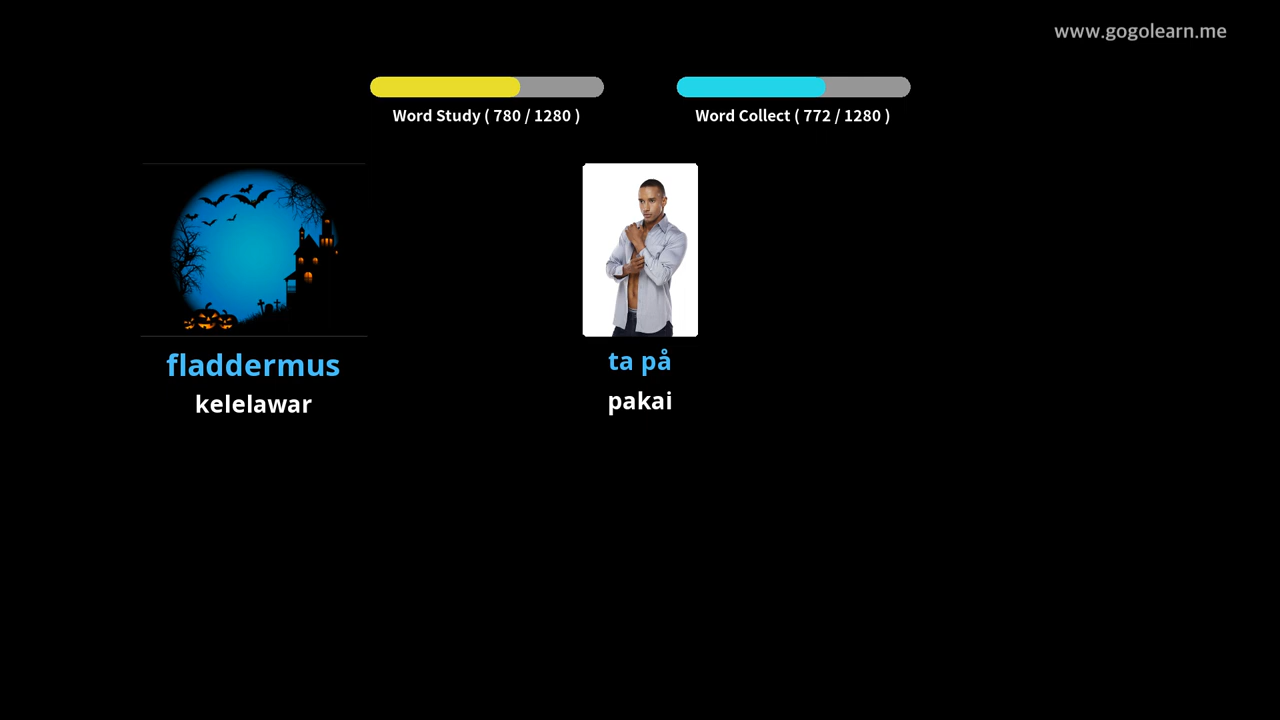 www.gogolearn.me
Word Study ( 780 / 1280 )
Word Collect ( 772 / 1280 )
fladdermus
kelelawar
ta på
pakai